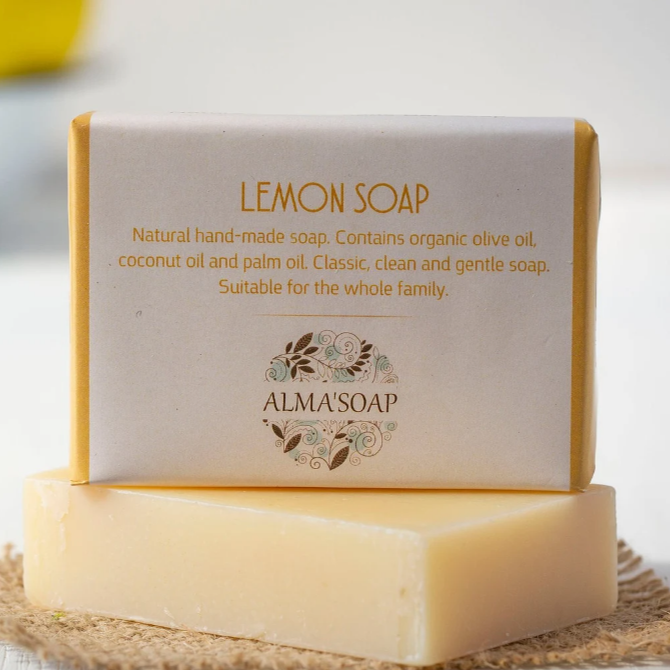 LEMON SOAP
Natural hand-made soap. Contains organic olive oil,
coconut oil and palm oil. Classic, clean and gentle soap.
Suitable for the whole family.
ALMA'SOAP